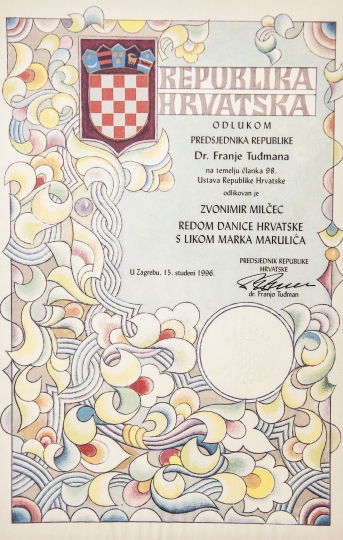 REPUBLIKA
HRVATSKA
ODLUKOM
PREDSJEDNIKA REPUBLIKE
Dr. Franje Tuđmana
na temelju članka 98.
Ustava Republike Hrvatske
odlikovan je
ZVONIMIR MILČEC
REDOM DANICE HRVATSKE
S LIKOM MARKA MARULIĆA
PREDSJEDNIK REPUBLIKE
HRVATSKE
U Zagrebu, 15. studeni 1996.
dr. Franjo Tuđman